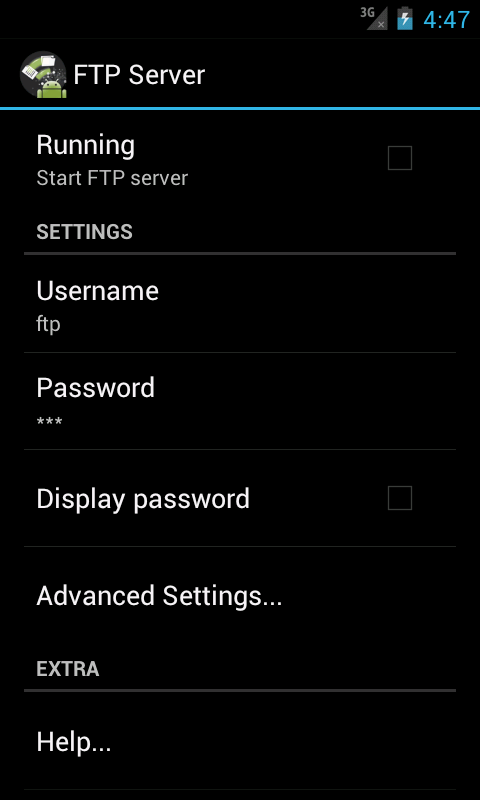 3G
4:47
FTP Server
Running
Start FTP server
SETTINGS
Username
ftp
Password
***
Display password
Advanced Settings...
EXTRA
Help...